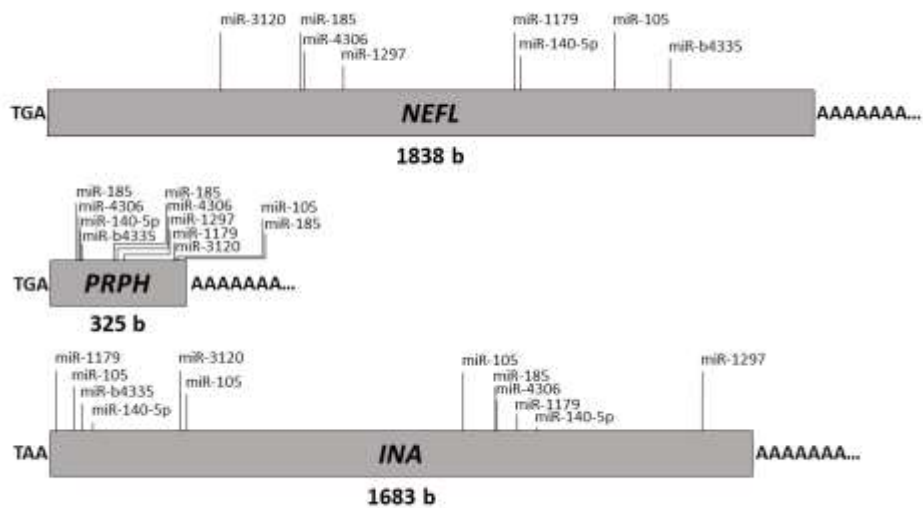 miR-3120
miR-185
miR-4306
miR-1297
miR-1179
miR-140-5p
miR-105
miR-b4335
TGA
NEFL
AAAAAAA...
1838 b
miR-185
miR-4306
miR-140-5p
miR-b4335
miR-185
miR-4306
miR-1297
miR-1179
miR-3120
miR-105
miR-185
TGA
PRPH
AAAAAAA...
325 b
miR-1179
miR-105
miR-b4335
miR-140-5p
miR-3120
miR-105
miR-105
miR-185
miR-4306
miR-1179
miR-140-5p
miR-1297
TAA
INA
AAAAAAA...
1683 b